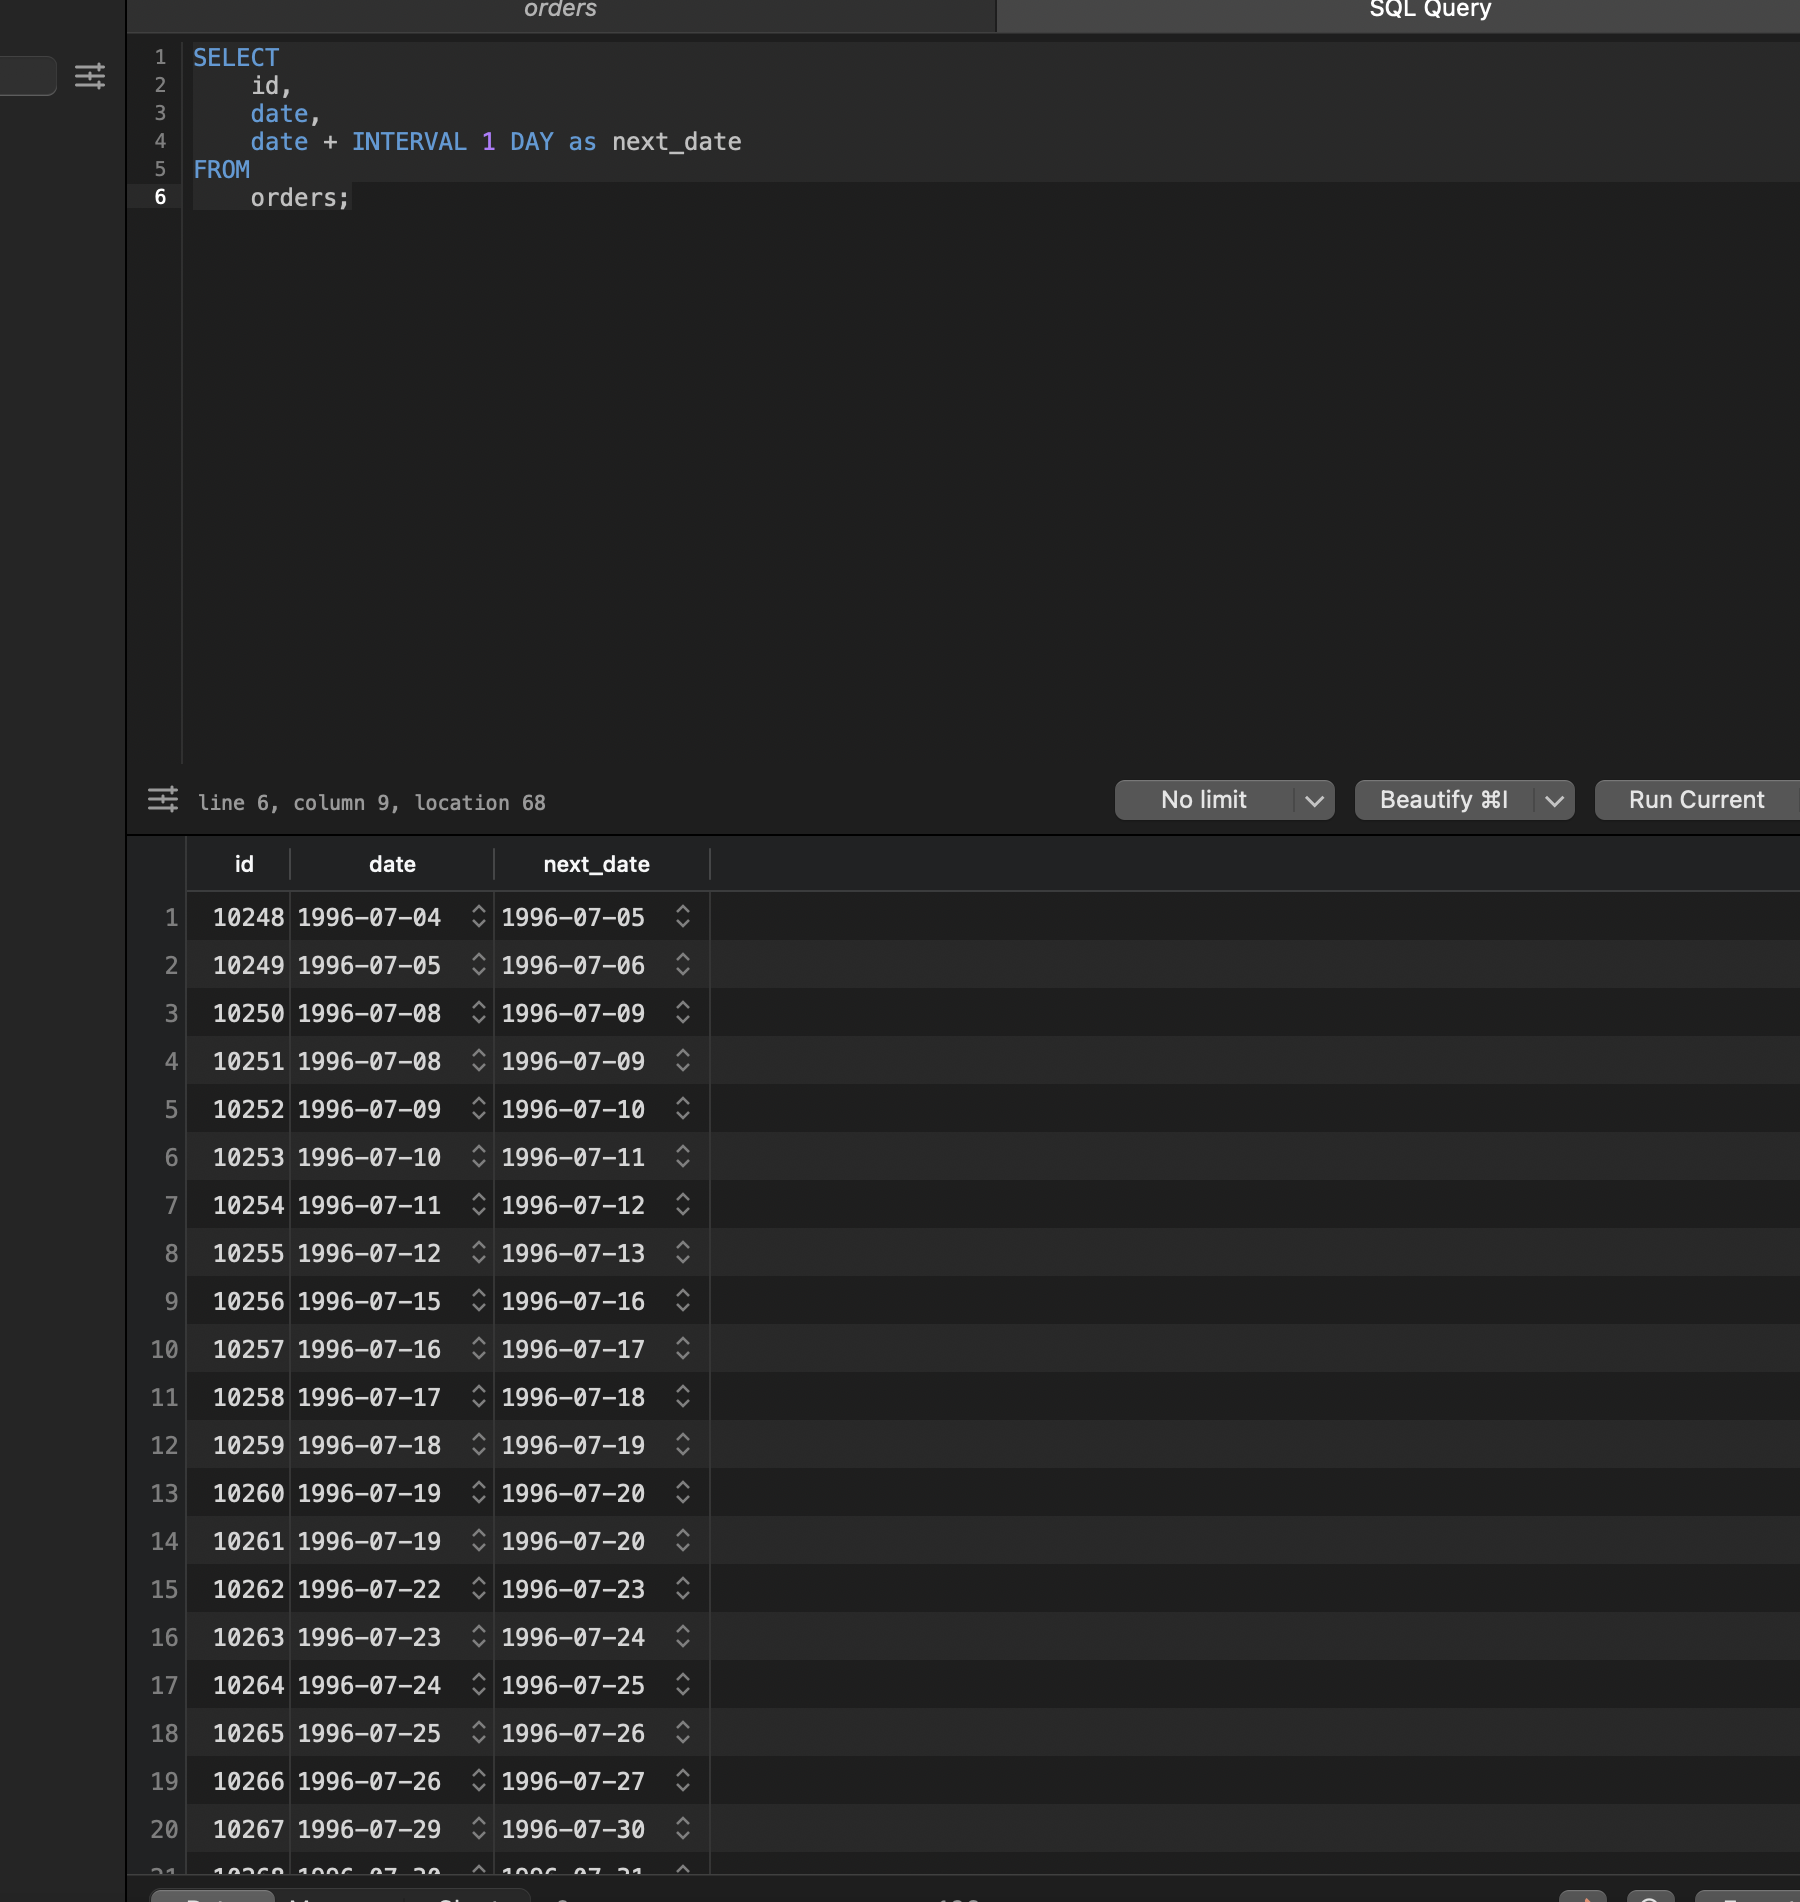 orders SQL Query
1 SELECT
2 id,
3 date,
4 date + INTERVAL 1 DAY as next_date
5 FROM
6 orders;
line 6, column 9, location 68 No limit Beautify ⌘I Run Current
id date next_date
1 10248 1996-07-04 1996-07-05
2 10249 1996-07-05 1996-07-06
3 10250 1996-07-08 1996-07-09
4 10251 1996-07-08 1996-07-09
5 10252 1996-07-09 1996-07-10
6 10253 1996-07-10 1996-07-11
7 10254 1996-07-11 1996-07-12
8 10255 1996-07-12 1996-07-13
9 10256 1996-07-15 1996-07-16
10 10257 1996-07-16 1996-07-17
11 10258 1996-07-17 1996-07-18
12 10259 1996-07-18 1996-07-19
13 10260 1996-07-19 1996-07-20
14 10261 1996-07-19 1996-07-20
15 10262 1996-07-22 1996-07-23
16 10263 1996-07-23 1996-07-24
17 10264 1996-07-24 1996-07-25
18 10265 1996-07-25 1996-07-26
19 10266 1996-07-26 1996-07-27
20 10267 1996-07-29 1996-07-30
21 10268 1996-07-30 1996-07-31